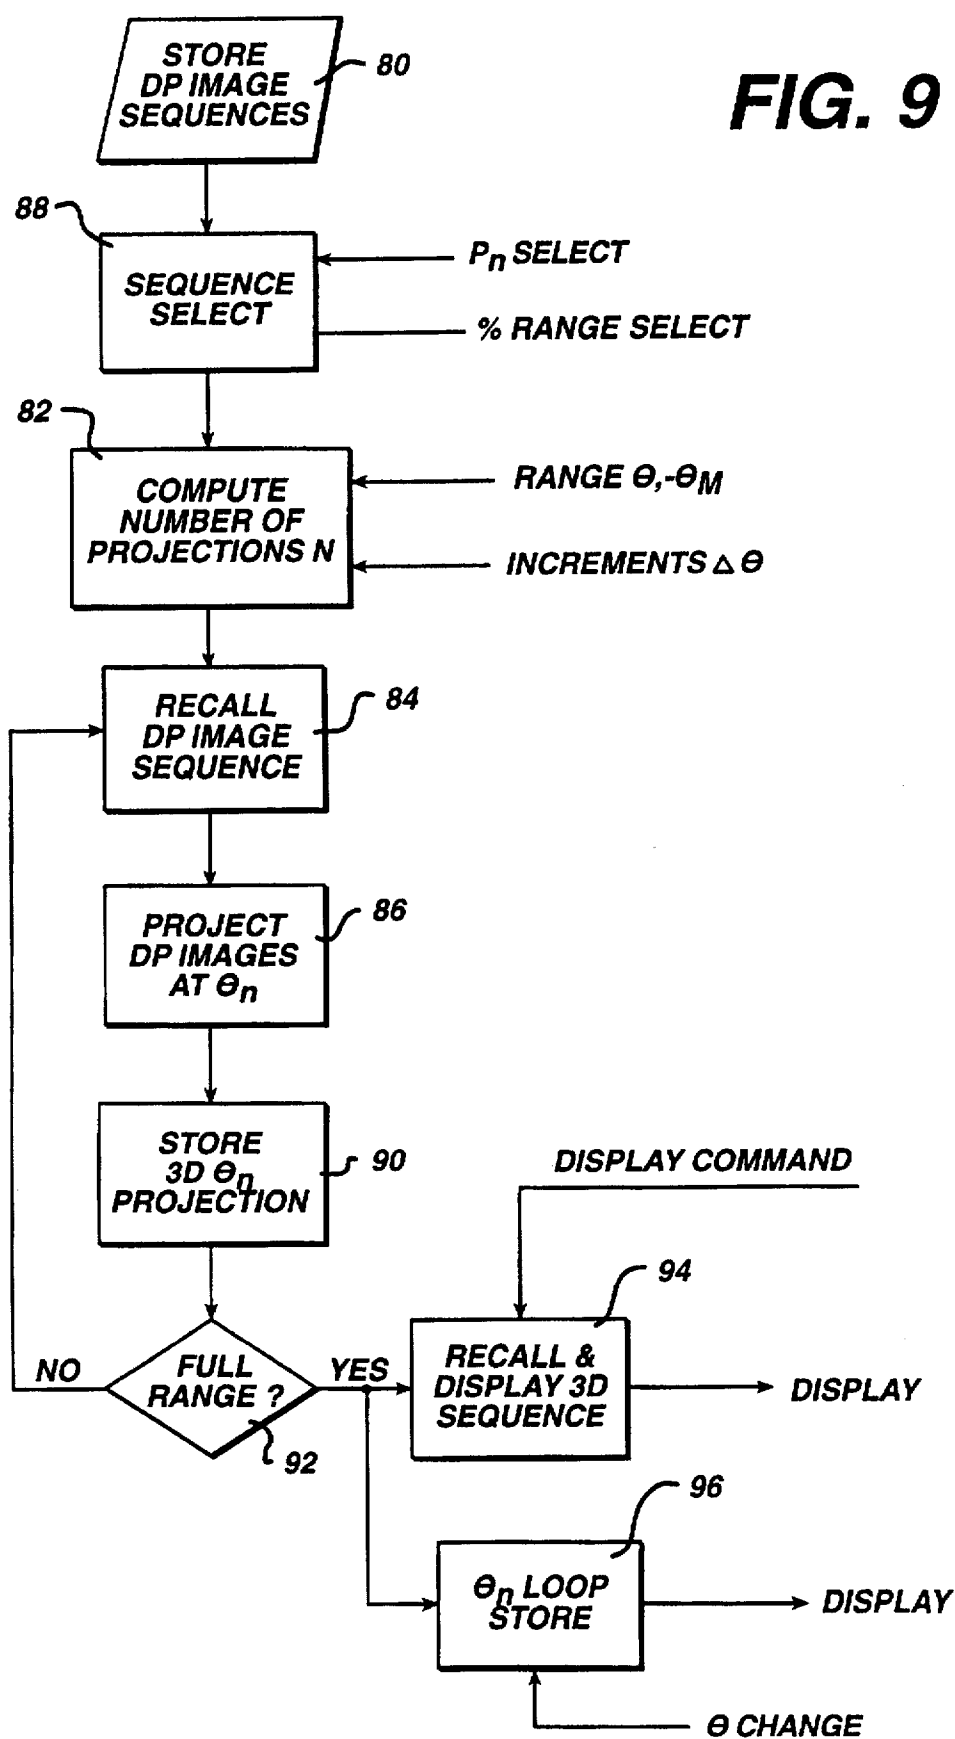 FIG. 9
STORE
DP IMAGE
SEQUENCES
80
88
SEQUENCE
SELECT
Pn SELECT
% RANGE SELECT
82
COMPUTE
NUMBER OF
PROJECTIONS N
RANGE Θ,-ΘM
INCREMENTS Δ Θ
RECALL
DP IMAGE
SEQUENCE
84
PROJECT
DP IMAGES
AT Θn
86
STORE
3D Θn
PROJECTION
90
DISPLAY COMMAND
94
NO
FULL
RANGE ?
YES
92
RECALL &
DISPLAY 3D
SEQUENCE
DISPLAY
96
Θn LOOP
STORE
DISPLAY
Θ CHANGE